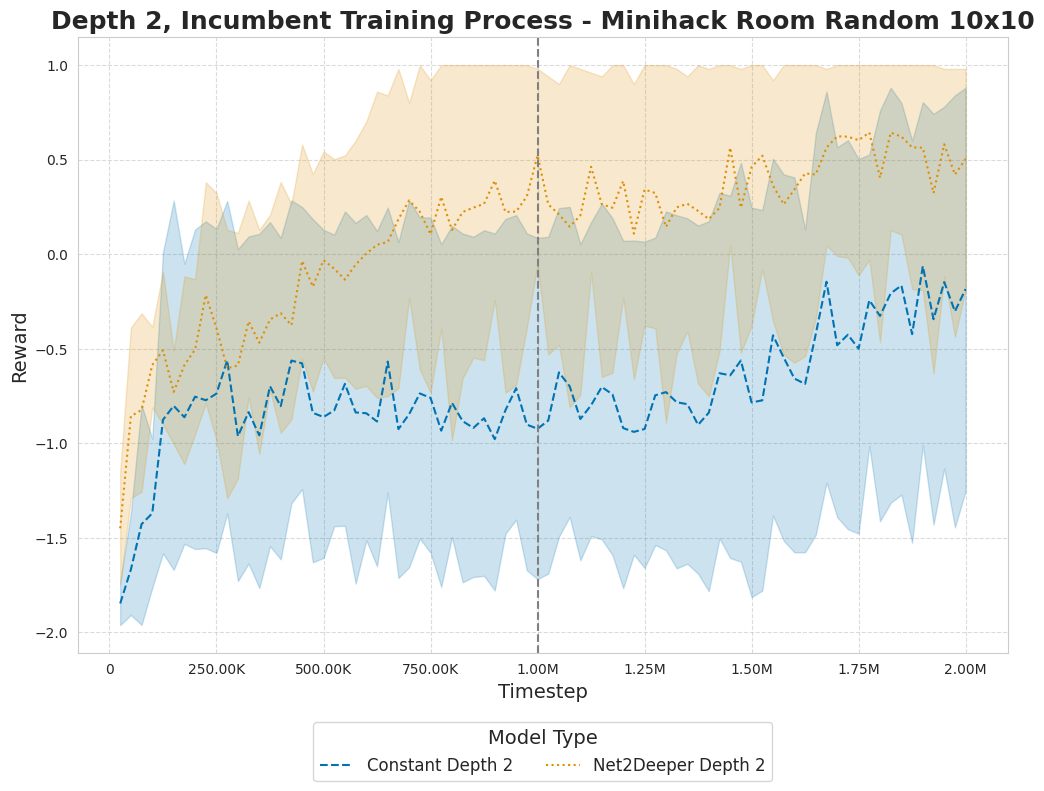 Depth 2, Incumbent Training Process - Minihack Room Random 10x10
1.0
0.5
0.0
−0.5
−1.0
−1.5
−2.0
Reward
0 250.00K 500.00K 750.00K 1.00M 1.25M 1.50M 1.75M 2.00M
Timestep
Model Type
Constant Depth 2 Net2Deeper Depth 2